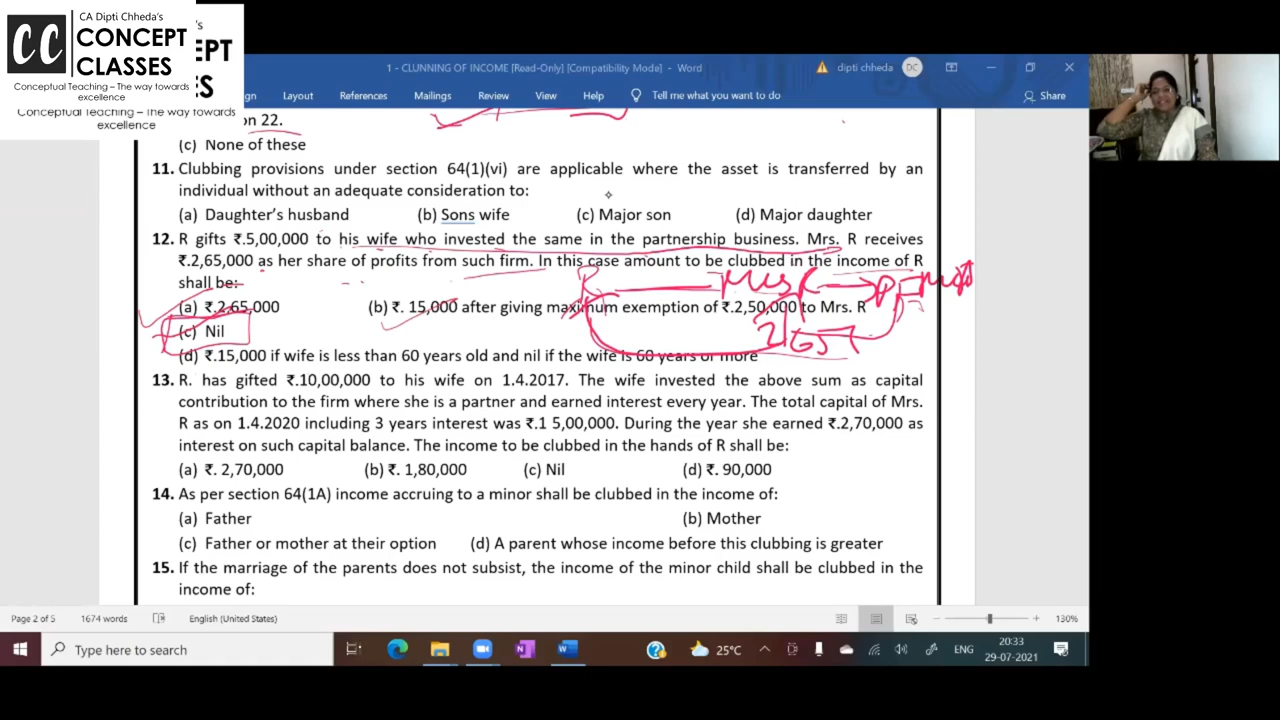 CA Dipti Chheda's
CONCEPT
CLASSES
Conceptual Teaching – The way towards
excellence
's
EPT
S
Conceptual Teaching – The way towards
excellence
1 - CLUNNING OF INCOME [Read-Only] [Compatibility Mode] - Word
dipti chheda
DC
gn
Layout
References
Mailings
Review
View
Help
Tell me what you want to do
Share
on 22.
(c) None of these
11. Clubbing provisions under section 64(1)(vi) are applicable where the asset is transferred by an
individual without an adequate consideration to:
(a) Daughter's husband (b) Sons wife (c) Major son (d) Major daughter
12. R gifts ₹.5,00,000 to his wife who invested the same in the partnership business. Mrs. R receives
₹.2,65,000 as her share of profits from such firm. In this case amount to be clubbed in the income of R
shall be:
R Mrs R PF
(a) ₹.2,65,000 (b) ₹. 15,000 after giving maximum exemption of ₹.2,50,000 to Mrs. R
(c) Nil
265
(d) ₹.15,000 if wife is less than 60 years old and nil if the wife is 60 years or more
13. R. has gifted ₹.10,00,000 to his wife on 1.4.2017. The wife invested the above sum as capital
contribution to the firm where she is a partner and earned interest every year. The total capital of Mrs.
R as on 1.4.2020 including 3 years interest was ₹.1 5,00,000. During the year she earned ₹.2,70,000 as
interest on such capital balance. The income to be clubbed in the hands of R shall be:
(a) ₹. 2,70,000 (b) ₹. 1,80,000 (c) Nil (d) ₹. 90,000
14. As per section 64(1A) income accruing to a minor shall be clubbed in the income of:
(a) Father (b) Mother
(c) Father or mother at their option (d) A parent whose income before this clubbing is greater
15. If the marriage of the parents does not subsist, the income of the minor child shall be clubbed in the
income of:
Page 2 of 5
1674 words
English (United States)
130%
Type here to search
25°C
ENG
20:33
29-07-2021